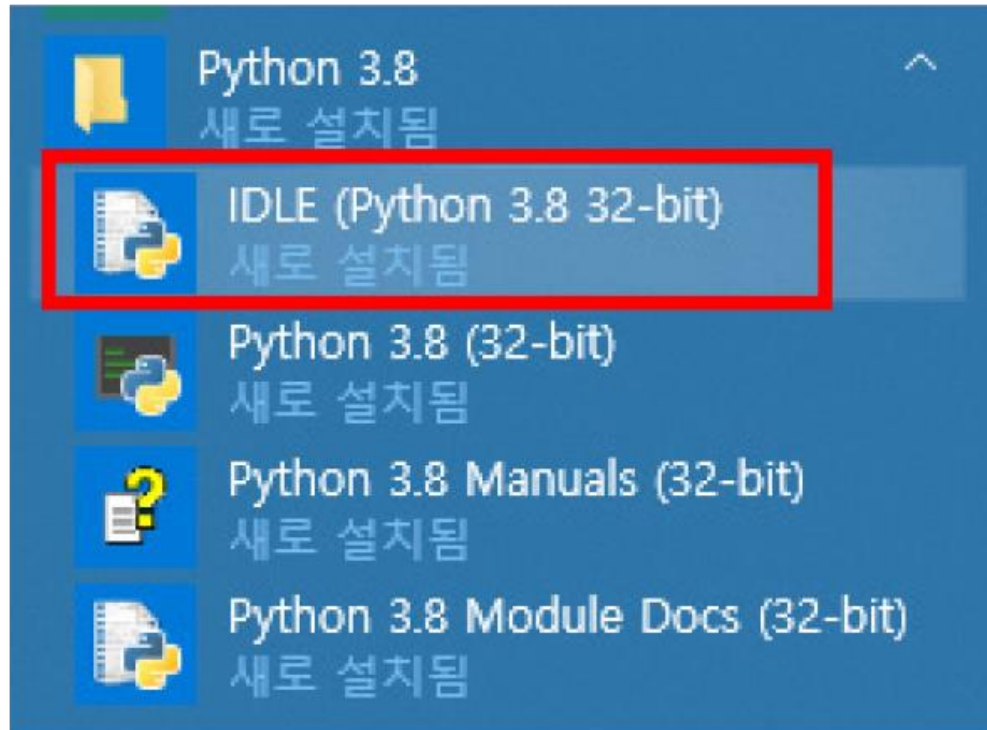 Python 3.8
새로 설치됨
IDLE (Python 3.8 32-bit)
새로 설치됨
Python 3.8 (32-bit)
새로 설치됨
Python 3.8 Manuals (32-bit)
새로 설치됨
Python 3.8 Module Docs (32-bit)
새로 설치됨